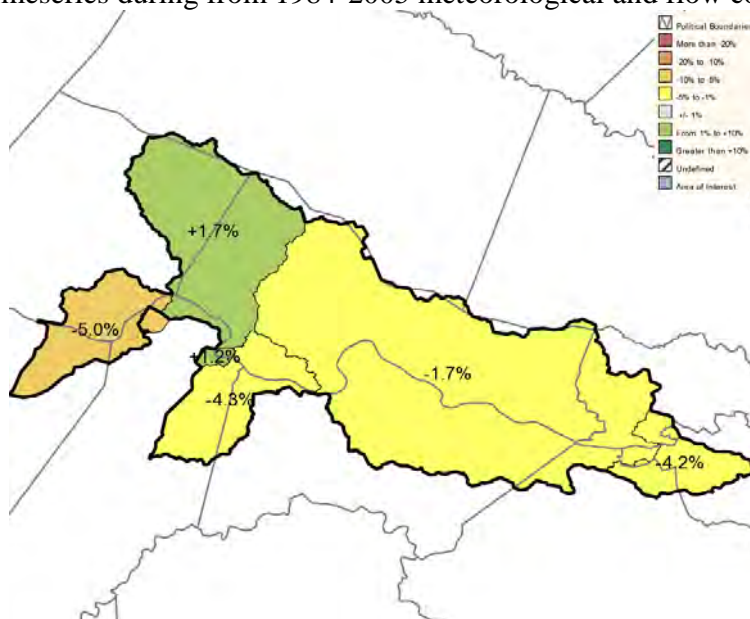 meseries during from 1984-2005 meteorological and flow co
Political Boundarie
More than -20%
-20% to -10%
-10% to -5%
-5% to -1%
+/- 1%
From 1% to +10%
Greater than +10%
Undefined
Area of Interest
+1.7%
-5.0%
+1.2%
-1.7%
-4.3%
-4.2%